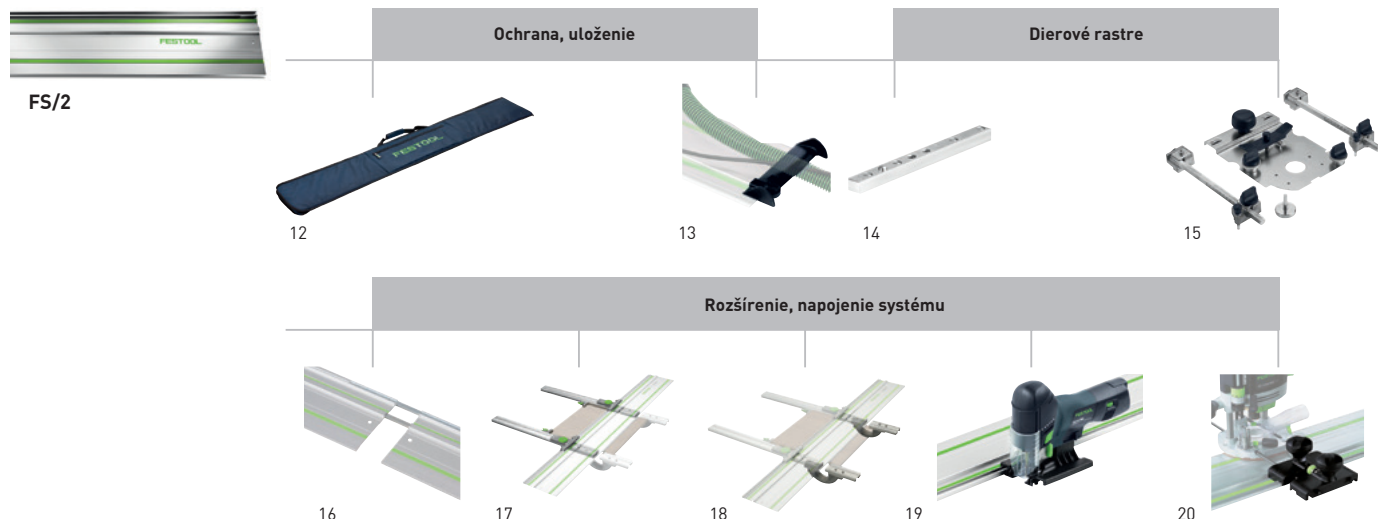 FESTOOL
FS/2
Ochrana, uloženie
Dierové rastre
FESTOOL
12
13
14
15
Rozšírenie, napojenie systému
16
17
18
19
20